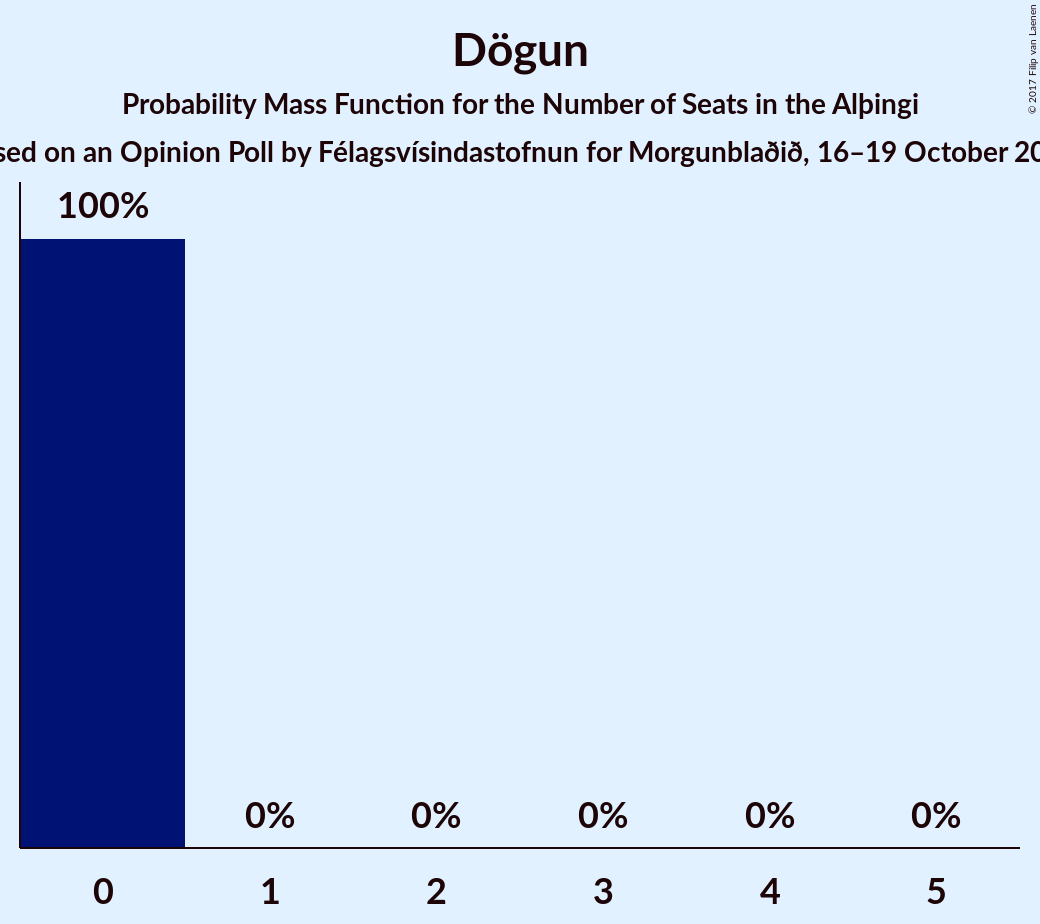 Dögun
Probability Mass Function for the Number of Seats in the Alþingi
sed on an Opinion Poll by Félagsvísindastofnun for Morgunblaðið, 16–19 October 20
© 2017 Filip van Laenen
100%
0% 0% 0% 0% 0%
0 1 2 3 4 5